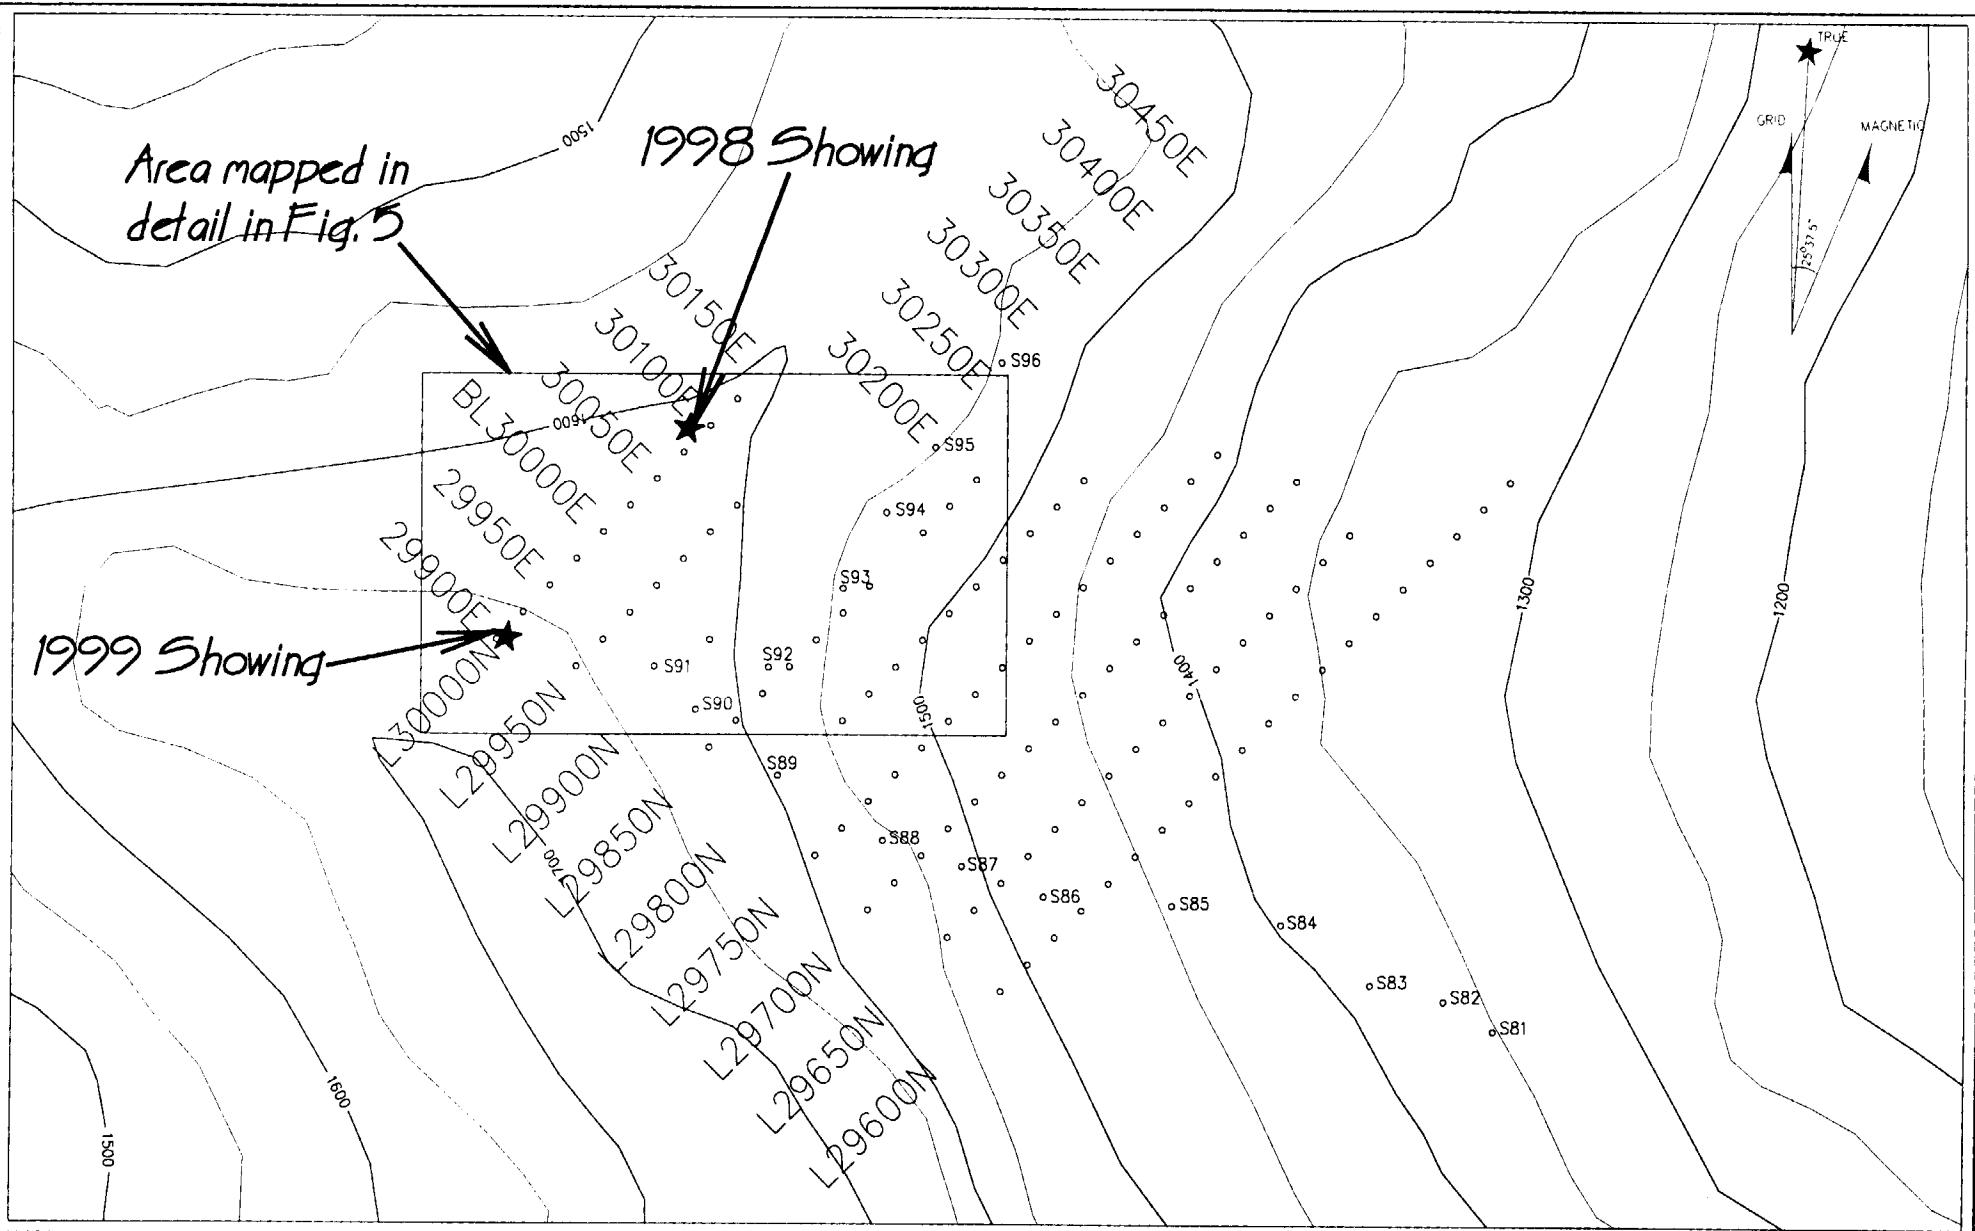 TRUE
GRID
MAGNETIC
25°37.5'
1500
1998 Showing
Area mapped in
detail in Fig. 5
30450E
30400E
30350E
30300E
30250E
30200E
30150E
30100E
30050E
BL30000E
29950E
29900E
1600
S96
S95
S94
S93
S92
S91
S90
S89
S88
S87
S86
S85
S84
S83
S82
S81
1999 Showing
1300
1200
1400
1500
L30000N
L29950N
L29900N
L29850N
L29800N
L29750N
L29700N
L29650N
L29600N
1700
1600
1500